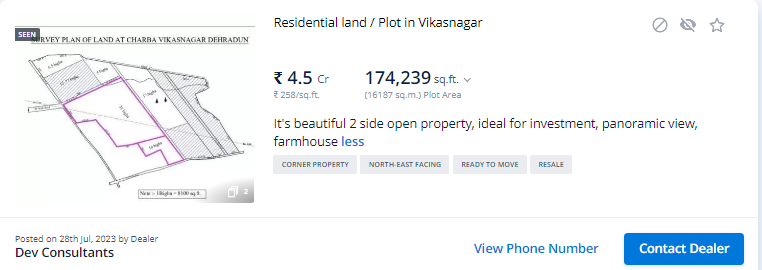 Residential land / Plot in Vikasnagar
SEEN
SURVEY PLAN OF LAND AT CHARBA VIKASNAGAR DEHRADUN
₹ 4.5 Cr
174,239 sq.ft.
₹ 258/sq.ft.
(16187 sq.m.) Plot Area
It's beautiful 2 side open property, ideal for investment, panoramic view,
farmhouse less
CORNER PROPERTY
NORTH-EAST FACING
READY TO MOVE
RESALE
2
Posted on 28th Jul, 2023 by Dealer
Dev Consultants
View Phone Number
Contact Dealer